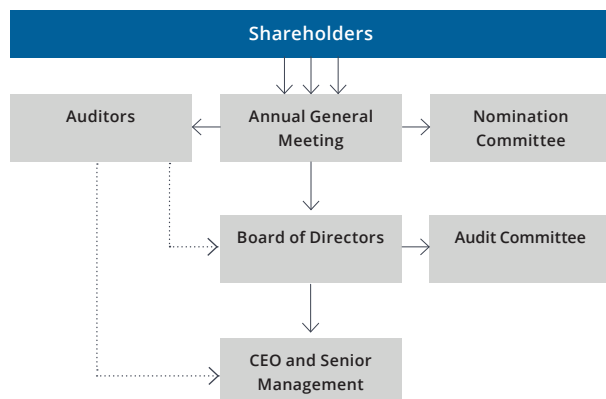 Shareholders
Auditors
Annual General
Meeting
Nomination
Committee
Board of Directors
Audit Committee
CEO and Senior
Management